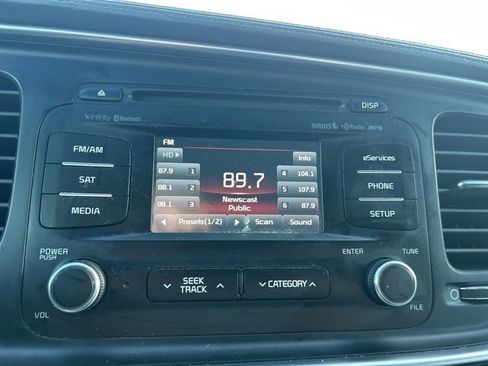 DISP
infinity Bluetooth
SIRIUS HD Radio MP3
FM/AM
SAT
MEDIA
FM
HD
Info
87.9 1
88.1 2
98.1 3
89.7
Newscast
Public
4 104.1
5 107.9
6 87.9
Presets(1/2)
Scan
Sound
eServices
PHONE
SETUP
POWER
PUSH
VOL
SEEK
TRACK
CATEGORY
ENTER
TUNE
FILE